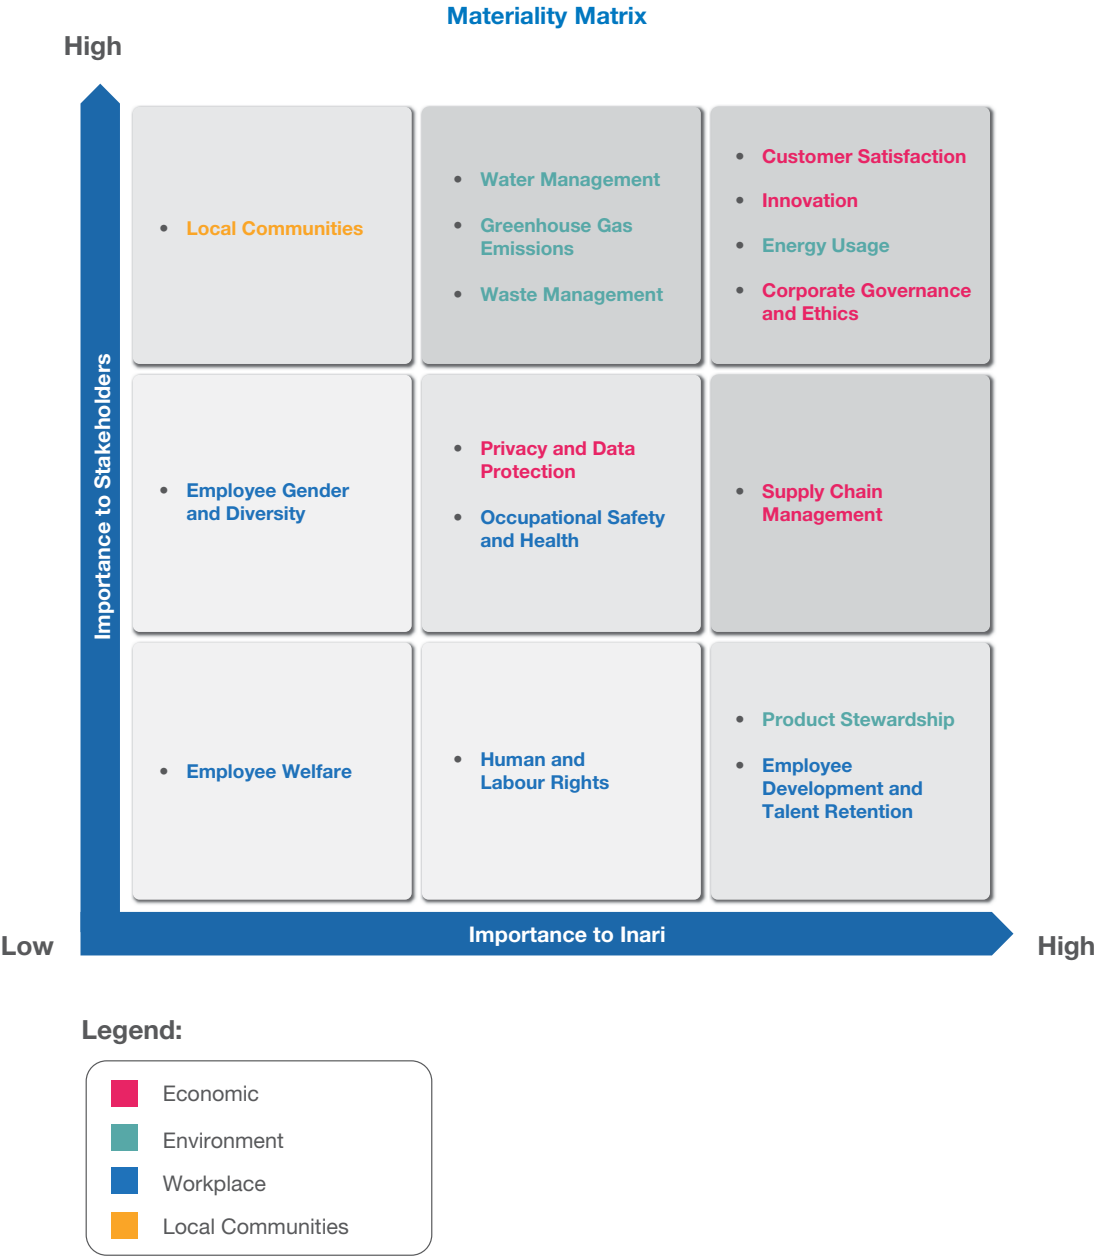 Materiality Matrix
High
Importance to Stakeholders
• Local Communities
• Water Management
• Greenhouse Gas
Emissions
• Waste Management
• Customer Satisfaction
• Innovation
• Energy Usage
• Corporate Governance
and Ethics
• Employee Gender
and Diversity
• Privacy and Data
Protection
• Occupational Safety
and Health
• Supply Chain
Management
• Employee Welfare
• Human and
Labour Rights
• Product Stewardship
• Employee
Development and
Talent Retention
Low
Importance to Inari
High
Legend:
Economic
Environment
Workplace
Local Communities